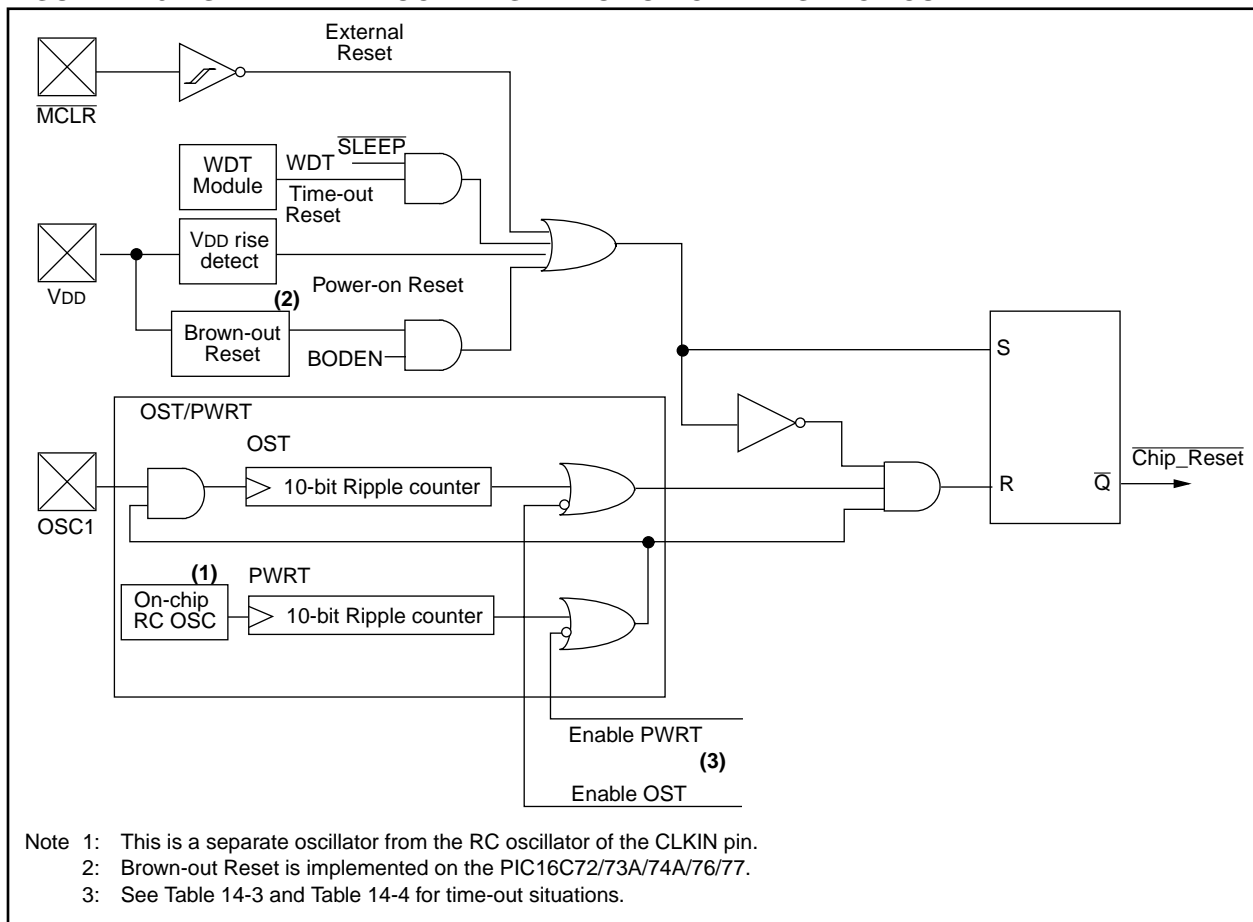 External
Reset
MCLR
SLEEP
WDT
Module
WDT
Time-out
Reset
VDD rise
detect
VDD
Power-on Reset
(2)
Brown-out
Reset
BODEN
S
OST/PWRT
OST
10-bit Ripple counter
OSC1
Chip_Reset
R
Q
(1)
PWRT
On-chip
RC OSC
10-bit Ripple counter
Enable PWRT
(3)
Enable OST
Note 1: This is a separate oscillator from the RC oscillator of the CLKIN pin.
2: Brown-out Reset is implemented on the PIC16C72/73A/74A/76/77.
3: See Table 14-3 and Table 14-4 for time-out situations.